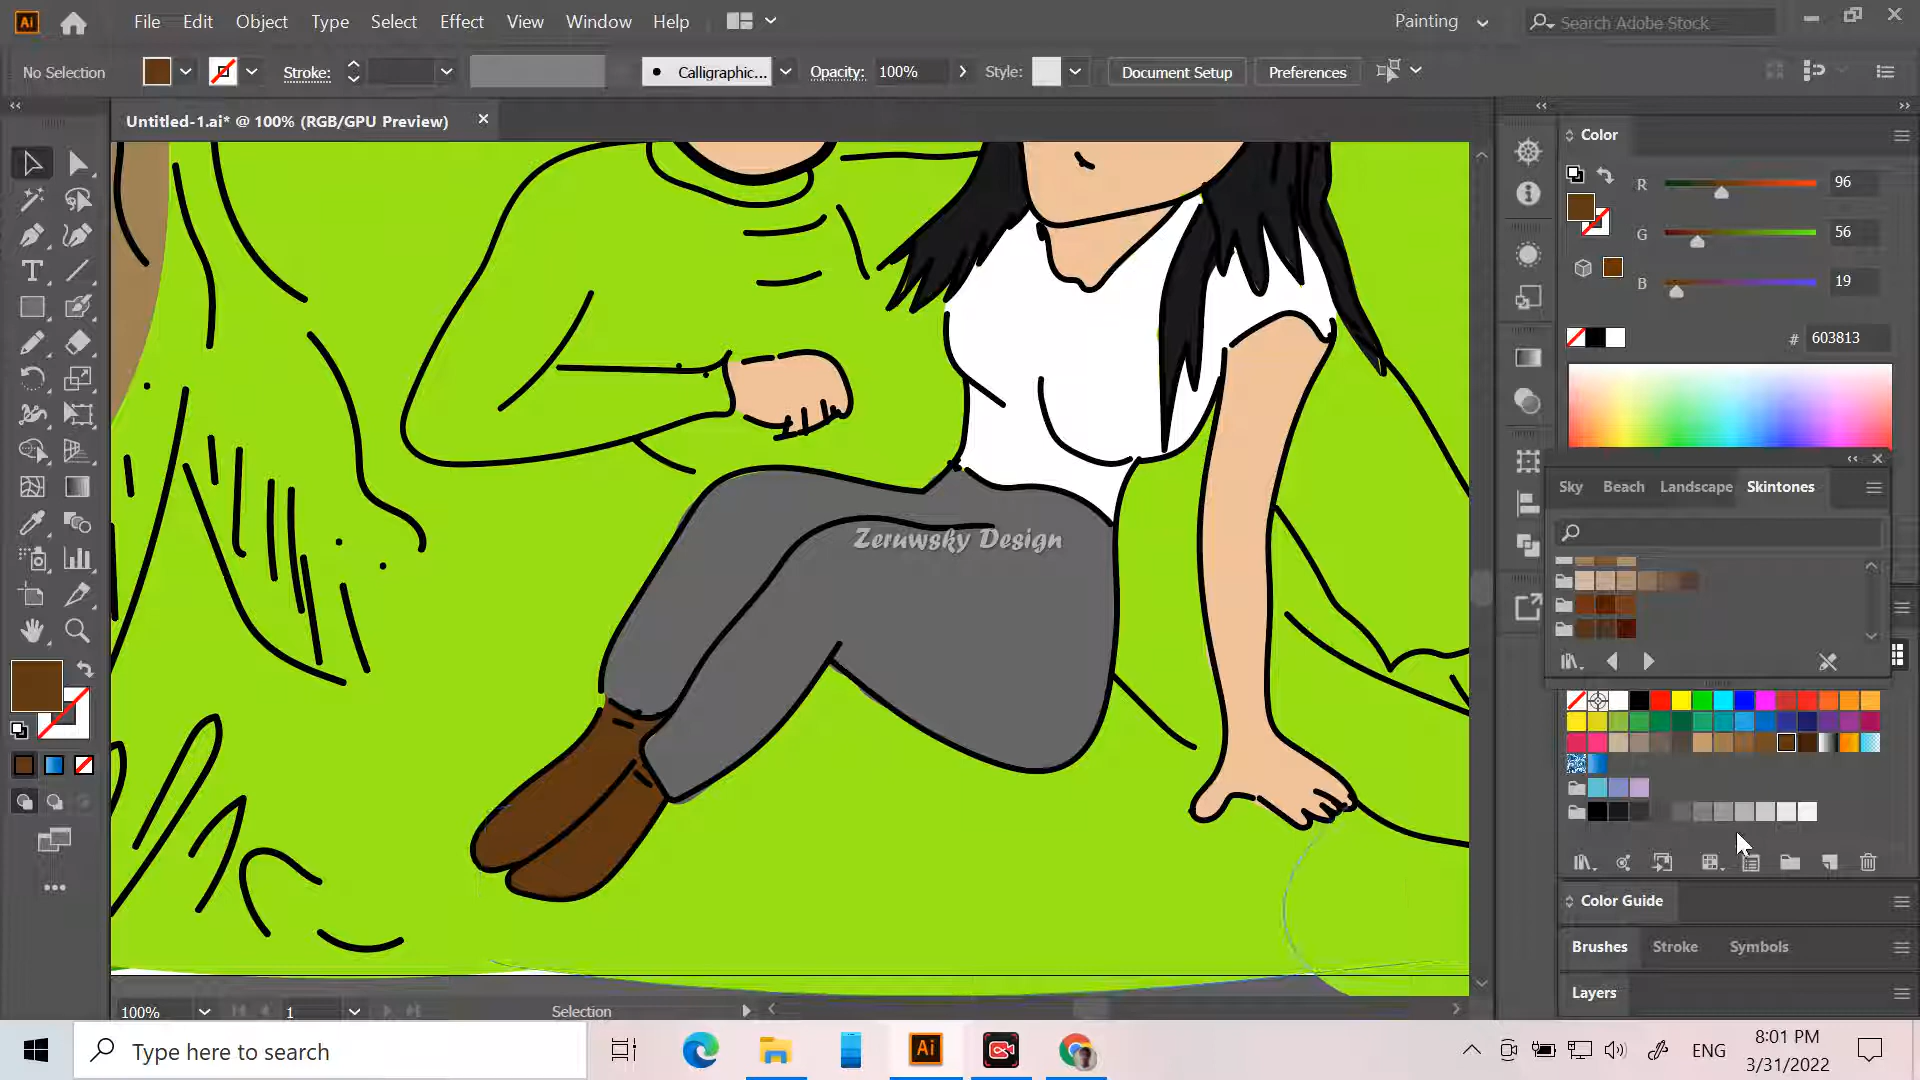 Ai File Edit Object Type Select Effect View Window Help Painting Search Adobe Stock
No Selection Stroke: Calligraphic... Opacity: 100% Style: Document Setup Preferences
Untitled-1.ai* @ 100% (RGB/GPU Preview)
Color
R 96
G 56
B 19
# 603813
Sky Beach Landscape Skintones
Zeruwsky Design
Color Guide
Brushes Stroke Symbols
Layers
100% 1 Selection
Type here to search
Ai
ENG
8:01 PM
3/31/2022